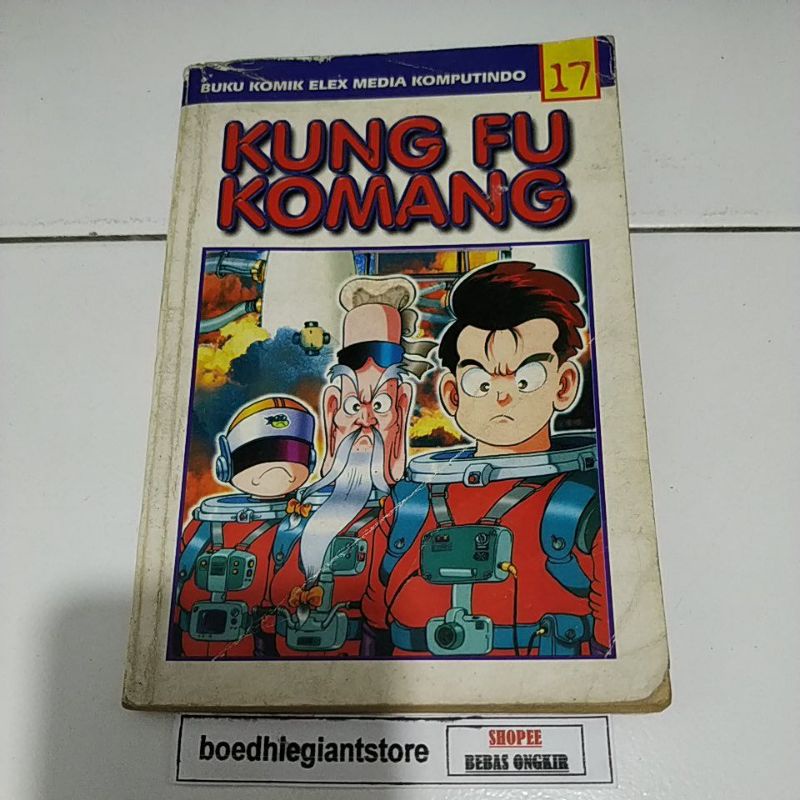 BUKU KOMIK ELEX MEDIA KOMPUTINDO
17
KUNG FU
KOMANG
boedhiegiantstore
SHOPEE
BEBAS ONGKIR